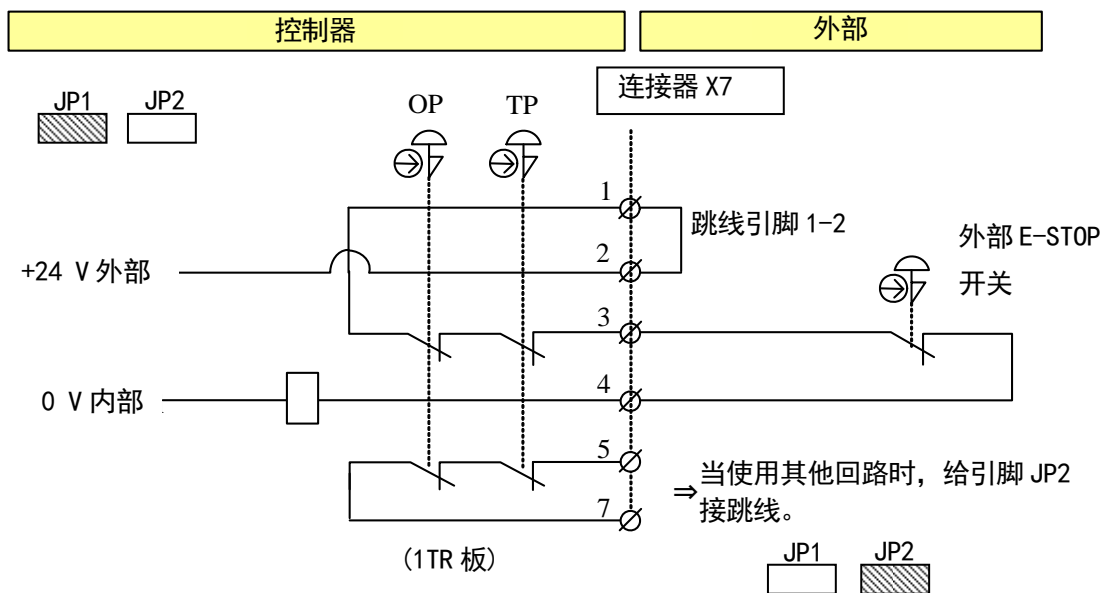 控制器
外部
连接器 X7
JP1 JP2
OP TP
1
跳线引脚 1-2
外部 E-STOP
开关
2
+24 V 外部
3
4
0 V 内部
5
7
⇒当使用其他回路时，给引脚 JP2
接跳线。
(1TR 板)
JP1 JP2